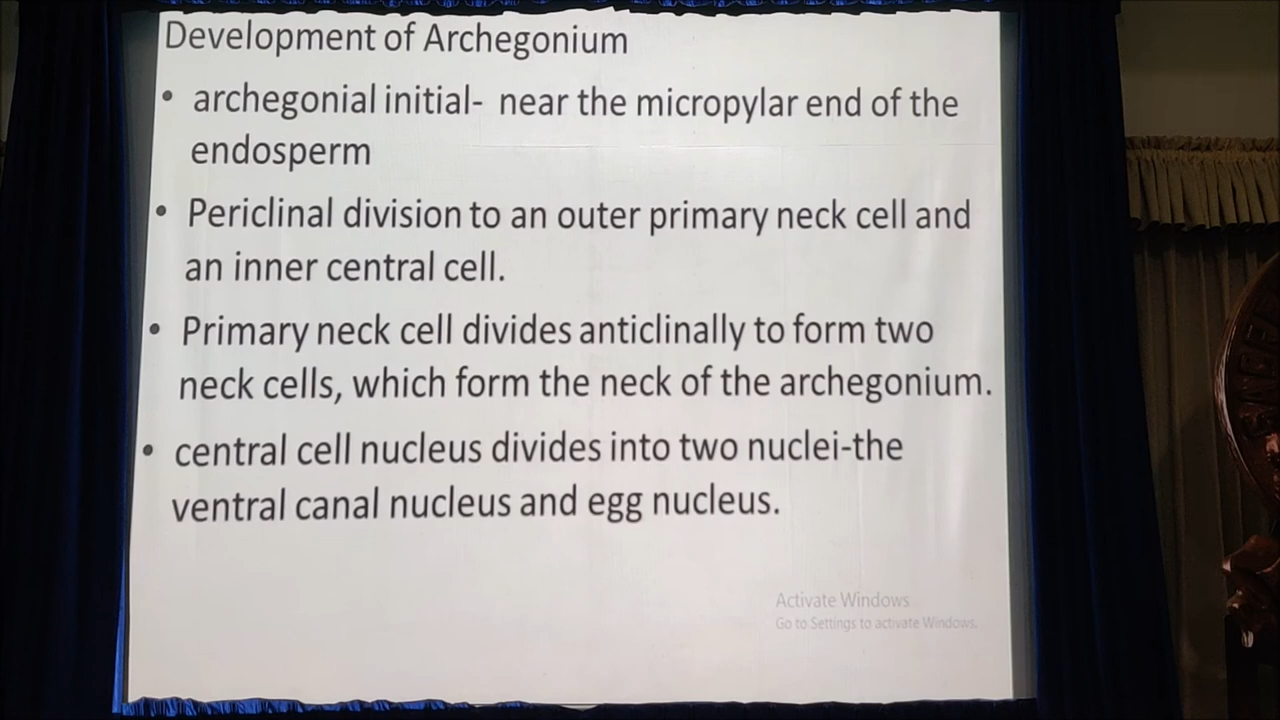 Development of Archegonium
• archegonial initial- near the micropylar end of the
endosperm
• Periclinal division to an outer primary neck cell and
an inner central cell.
• Primary neck cell divides anticlinally to form two
neck cells, which form the neck of the archegonium.
• central cell nucleus divides into two nuclei-the
ventral canal nucleus and egg nucleus.
Activate Windows
Go to Settings to activate Windows.